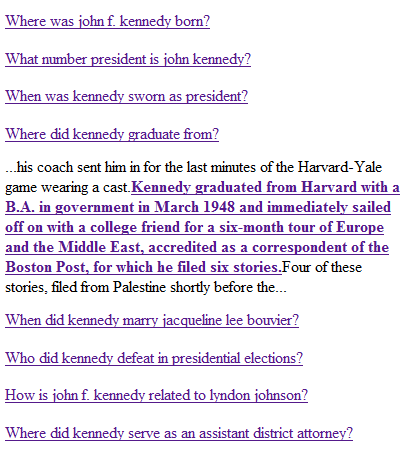 Where was john f. kennedy born?
What number president is john kennedy?
When was kennedy sworn as president?
Where did kennedy graduate from?
...his coach sent him in for the last minutes of the Harvard-Yale
game wearing a cast.Kennedy graduated from Harvard with a
B.A. in government in March 1948 and immediately sailed
off on with a college friend for a six-month tour of Europe
and the Middle East, accredited as a correspondent of the
Boston Post, for which he filed six stories.Four of these
stories, filed from Palestine shortly before the...
When did kennedy marry jacqueline lee bouvier?
Who did kennedy defeat in presidential elections?
How is john f. kennedy related to lyndon johnson?
Where did kennedy serve as an assistant district attorney?